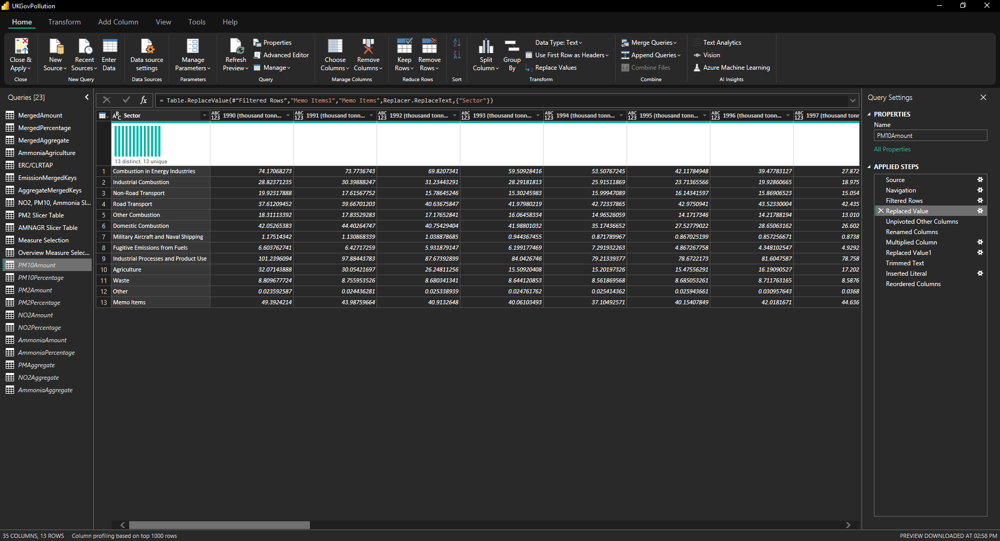 UKGovPollution
Home Transform Add Column View Tools Help
Close & Apply
Close
New Source
Recent Sources
Enter Data
New Query
Data source settings
Data Sources
Manage Parameters
Parameters
Refresh Preview
Properties
Advanced Editor
Manage
Query
Choose Columns
Remove Columns
Manage Columns
Keep Rows
Remove Rows
Reduce Rows
Sort
Split Column
Group By
Data Type: Text
Use First Row as Headers
Replace Values
Transform
Merge Queries
Append Queries
Combine Files
Combine
Text Analytics
Vision
Azure Machine Learning
AI Insights
Queries [23]
MergedAmount
MergedPercentage
MergedAggregate
AmmoniaAgriculture
ERC/CLRTAP
EmissionMergedKeys
AggregateMergedKeys
NO2, PM10, Ammonia Sl...
PM2 Slicer Table
AMNAGR Slicer Table
Measure Selection
Overview Measure Selec...
PM10Amount
PM10Percentage
PM2Amount
PM2Percentage
NO2Amount
NO2Percentage
AmmoniaAmount
AmmoniaPercentage
PMAggregate
NO2Aggregate
AmmoniaAggregate
fx = Table.ReplaceValue(#"Filtered Rows","Memo Items1","Memo Items",Replacer.ReplaceText,{"Sector"})
ABC Sector ABC 123 1990 (thousand tonn... ABC 123 1991 (thousand tonn... ABC 123 1992 (thousand tonn... ABC 123 1993 (thousand tonn... ABC 123 1994 (thousand tonn... ABC 123 1995 (thousand tonn... ABC 123 1996 (thousand tonn... ABC 123 1997 (thousand tonn
13 distinct, 13 unique
1 Combustion in Energy Industries 74.17068273 73.7736743 69.8207341 59.50928416 53.50767245 42.11784948 39.47783127 27.872
2 Industrial Combustion 28.82371235 30.39888247 31.23443291 28.29181813 25.91511869 23.71365566 19.92860665 18.975
3 Non-Road Transport 19.92317888 17.61567752 15.78645246 15.30245983 15.99947089 16.14341597 15.86906523 15.054
4 Road Transport 37.61209452 39.66701203 40.63675847 41.97980219 42.72337865 42.9750941 43.52330004 42.435
5 Other Combustion 18.31113392 17.83529283 17.17652841 16.06458334 14.96526059 14.1717346 14.21788194 13.010
6 Domestic Combustion 42.05265383 44.40264747 40.75429404 41.98801032 35.17436652 27.52779022 28.65063162 26.602
7 Military Aircraft and Naval Shipping 1.17514342 1.130868339 1.038878685 0.944367455 0.871789967 0.867025199 0.857256671 0.8738
8 Fugitive Emissions from Fuels 6.603762741 6.42717259 5.931879147 6.199177469 7.291932263 4.867267758 4.348102547 4.9292
9 Industrial Processes and Product Use 101.2396094 97.88443783 87.67392899 84.0426746 79.21339377 78.6722173 81.6047587 78.758
10 Agriculture 32.07143888 30.05421697 26.24811256 15.50920408 15.20197326 15.47556291 16.19090527 17.202
11 Waste 8.809677724 8.755953526 8.680341341 8.644120853 8.561869568 8.685053261 8.711763165 8.5876
12 Other 0.023592587 0.024436281 0.025338939 0.024761762 0.025414362 0.025943661 0.030957643 0.0368
13 Memo Items 49.3924214 43.98759664 40.9132648 40.06103493 37.10492571 40.15407849 42.0181671 44.636
Query Settings
PROPERTIES
Name
PM10Amount
All Properties
APPLIED STEPS
Source
Navigation
Filtered Rows
Replaced Value
Unpivoted Other Columns
Renamed Columns
Multiplied Column
Replaced Value1
Trimmed Text
Inserted Literal
Reordered Columns
35 COLUMNS, 13 ROWS Column profiling based on top 1000 rows
PREVIEW DOWNLOADED AT 02:58 PM